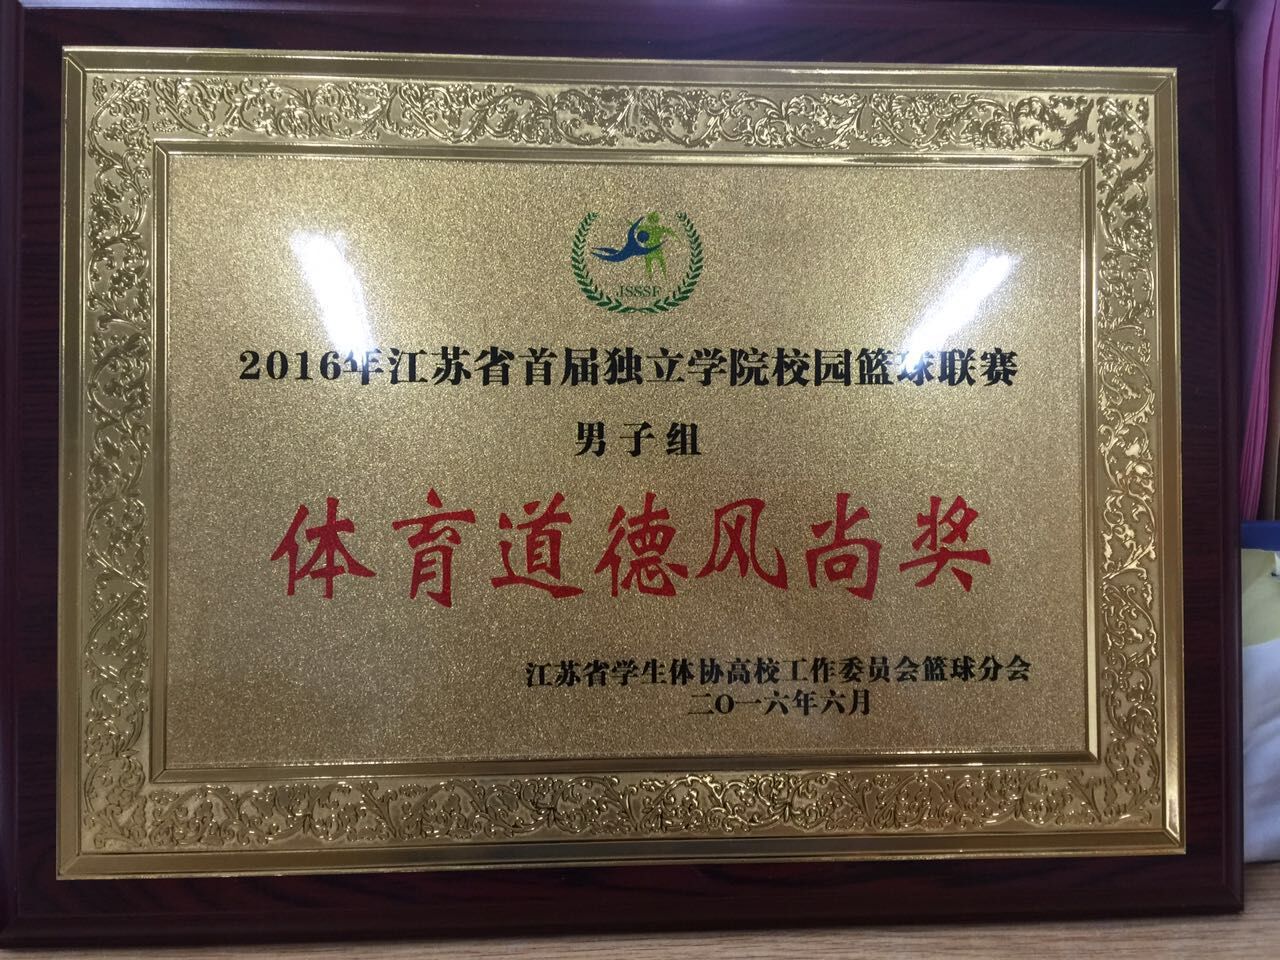 JSSSF
2016年江苏省首届独立学院校园篮球联赛
男子组
体育道德风尚奖
江苏省学生体协高校工作委员会篮球分会
二O一六年六月